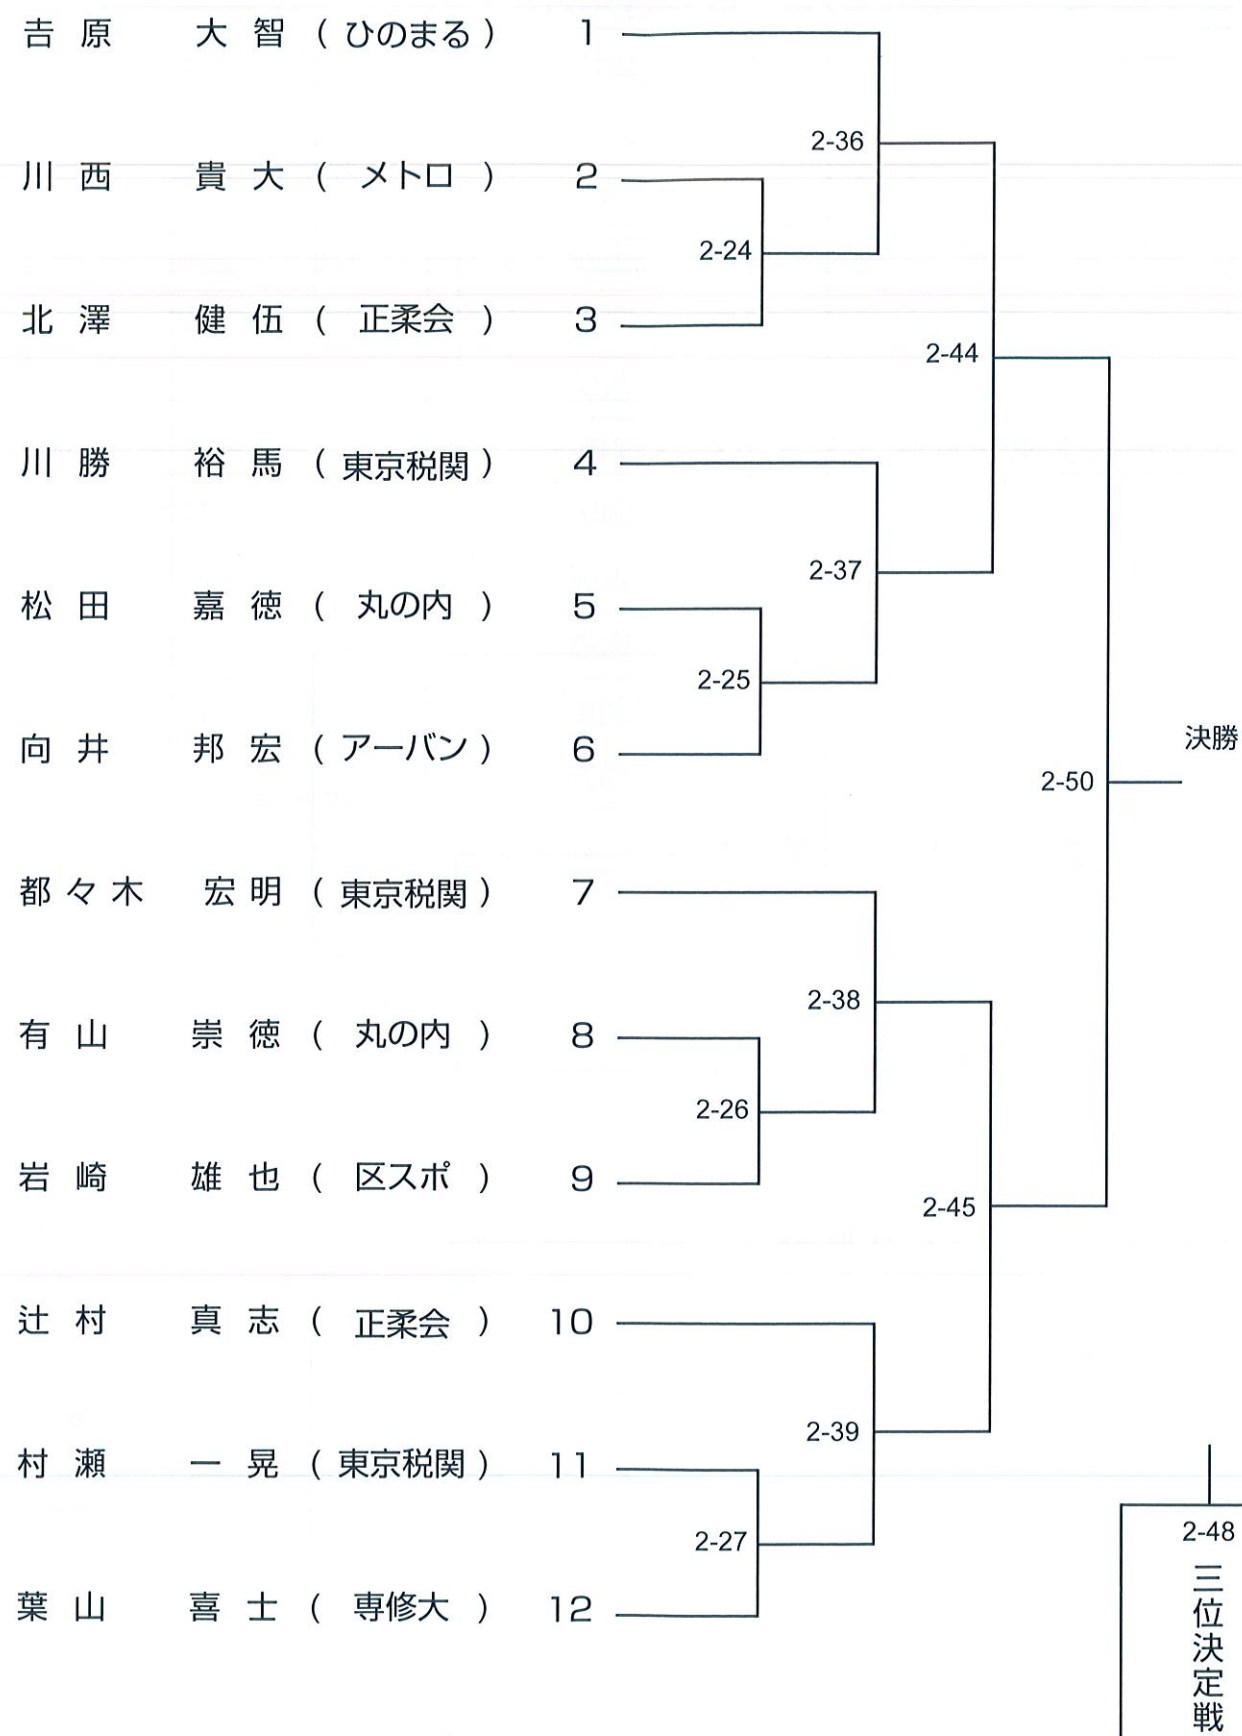 吉原 大智 ( ひのまる ) 1
2-36
川西 貴大 ( メトロ ) 2
2-24
北澤 健伍 ( 正柔会 ) 3
2-44
川勝 裕馬 ( 東京税関 ) 4
2-37
松田 嘉徳 ( 丸の内 ) 5
2-25
向井 邦宏 ( アーバン ) 6
決勝
2-50
都々木 宏明 ( 東京税関 ) 7
2-38
有山 崇徳 ( 丸の内 ) 8
2-26
岩崎 雄也 ( 区スポ ) 9
2-45
辻村 真志 ( 正柔会 ) 10
2-39
村瀬 一晃 ( 東京税関 ) 11
2-27
2-48
葉山 喜士 ( 専修大 ) 12
三位決定戦